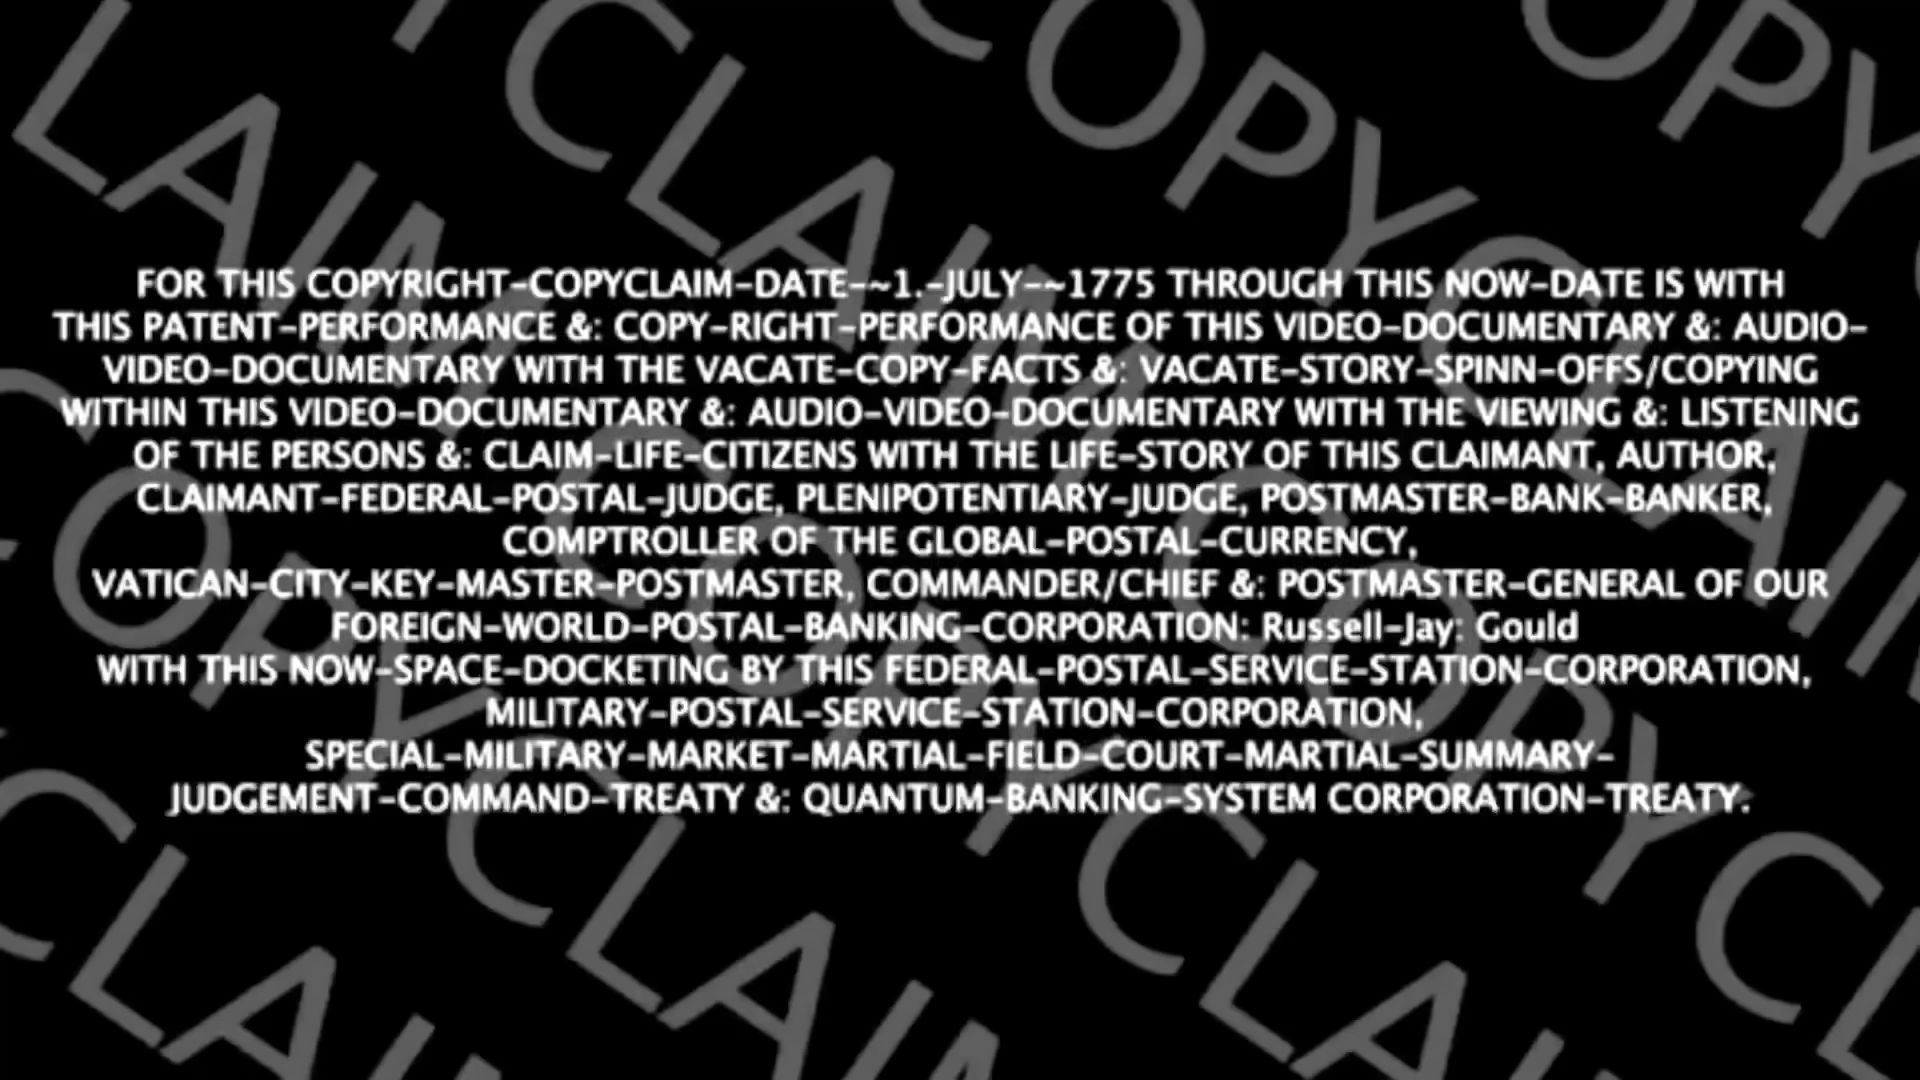 FOR THIS COPYRIGHT-COPYCLAIM-DATE-~1.-JULY-~1775 THROUGH THIS NOW-DATE IS WITH
THIS PATENT-PERFORMANCE &: COPY-RIGHT-PERFORMANCE OF THIS VIDEO-DOCUMENTARY &: AUDIO-
VIDEO-DOCUMENTARY WITH THE VACATE-COPY-FACTS &: VACATE-STORY-SPINN-OFFS/COPYING
WITHIN THIS VIDEO-DOCUMENTARY &: AUDIO-VIDEO-DOCUMENTARY WITH THE VIEWING &: LISTENING
OF THE PERSONS &: CLAIM-LIFE-CITIZENS WITH THE LIFE-STORY OF THIS CLAIMANT, AUTHOR,
CLAIMANT-FEDERAL-POSTAL-JUDGE, PLENIPOTENTIARY-JUDGE, POSTMASTER-BANK-BANKER,
COMPTROLLER OF THE GLOBAL-POSTAL-CURRENCY,
VATICAN-CITY-KEY-MASTER-POSTMASTER, COMMANDER/CHIEF &: POSTMASTER-GENERAL OF OUR
FOREIGN-WORLD-POSTAL-BANKING-CORPORATION: Russell-Jay: Gould
WITH THIS NOW-SPACE-DOCKETING BY THIS FEDERAL-POSTAL-SERVICE-STATION-CORPORATION,
MILITARY-POSTAL-SERVICE-STATION-CORPORATION,
SPECIAL-MILITARY-MARKET-MARTIAL-FIELD-COURT-MARTIAL-SUMMARY-
JUDGEMENT-COMMAND-TREATY &: QUANTUM-BANKING-SYSTEM CORPORATION-TREATY.
COPYCLAIM
COPYCLAIM
COPYCLAIM
COPYCLAIM